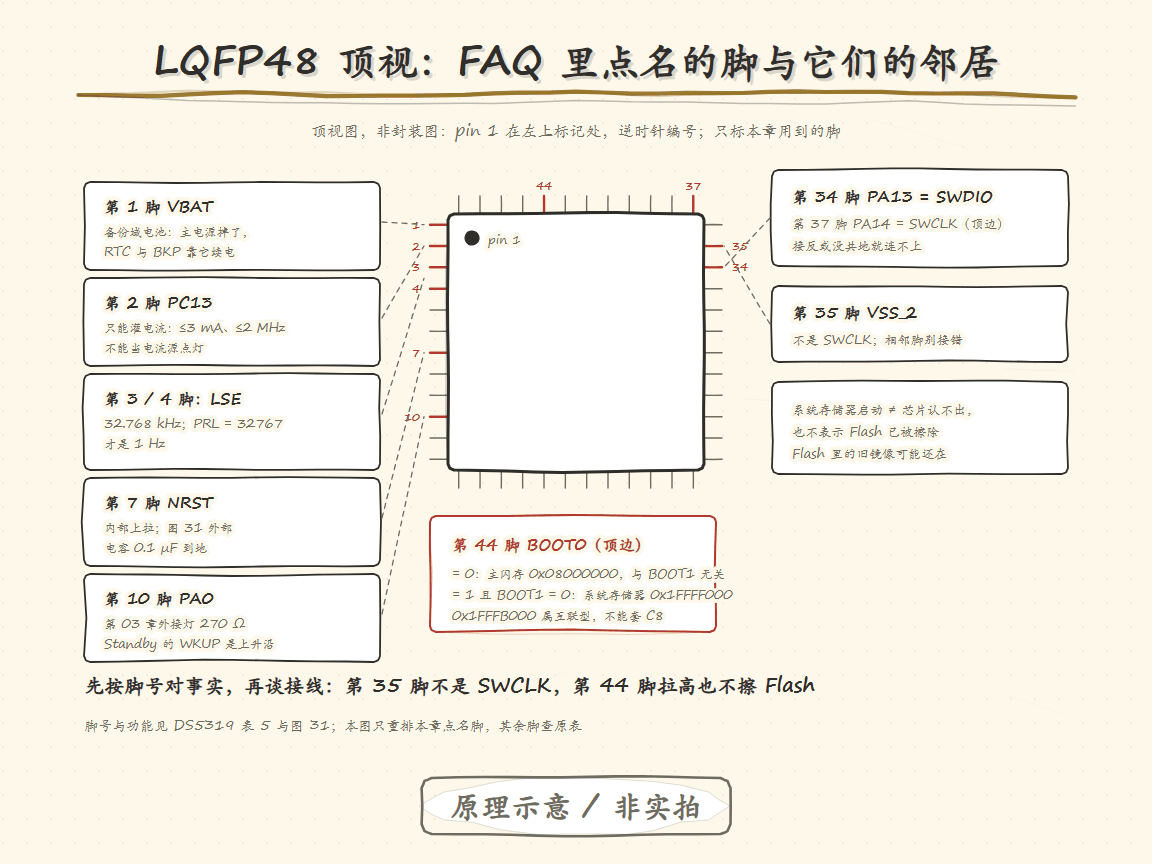 LQFP48 顶视：FAQ 里点名的脚与它们的邻居
顶视图，非封装图：pin 1 在左上标记处，逆时针编号；只标本章用到的脚
第 1 脚 VBAT
备份域电池：主电源掉了，
RTC 与 BKP 靠它续电
第 2 脚 PC13
只能灌电流：≤3 mA、≤2 MHz
不能当电流源点灯
第 3 / 4 脚：LSE
32.768 kHz；PRL = 32767
才是 1 Hz
第 7 脚 NRST
内部上拉；图 31 外部
电容 0.1 µF 到地
第 10 脚 PA0
第 03 章外接灯 270 Ω
Standby 的 WKUP 是上升沿
44
37
1
2
3
4
7
10
pin 1
35
34
第 34 脚 PA13 = SWDIO
第 37 脚 PA14 = SWCLK（顶边）
接反或没共地就连不上
第 35 脚 VSS_2
不是 SWCLK；相邻脚别接错
系统存储器启动 ≠ 芯片认不出，
也不表示 Flash 已被擦除
Flash 里的旧镜像可能还在
第 44 脚 BOOT0（顶边）
= 0：主闪存 0x08000000，与 BOOT1 无关
= 1 且 BOOT1 = 0：系统存储器 0x1FFFF000
0x1FFFB000 属互联型，不能套 C8
先按脚号对事实，再谈接线：第 35 脚不是 SWCLK，第 44 脚拉高也不擦 Flash
脚号与功能见 DS5319 表 5 与图 31；本图只重排本章点名脚，其余脚查原表
原理示意 / 非实拍